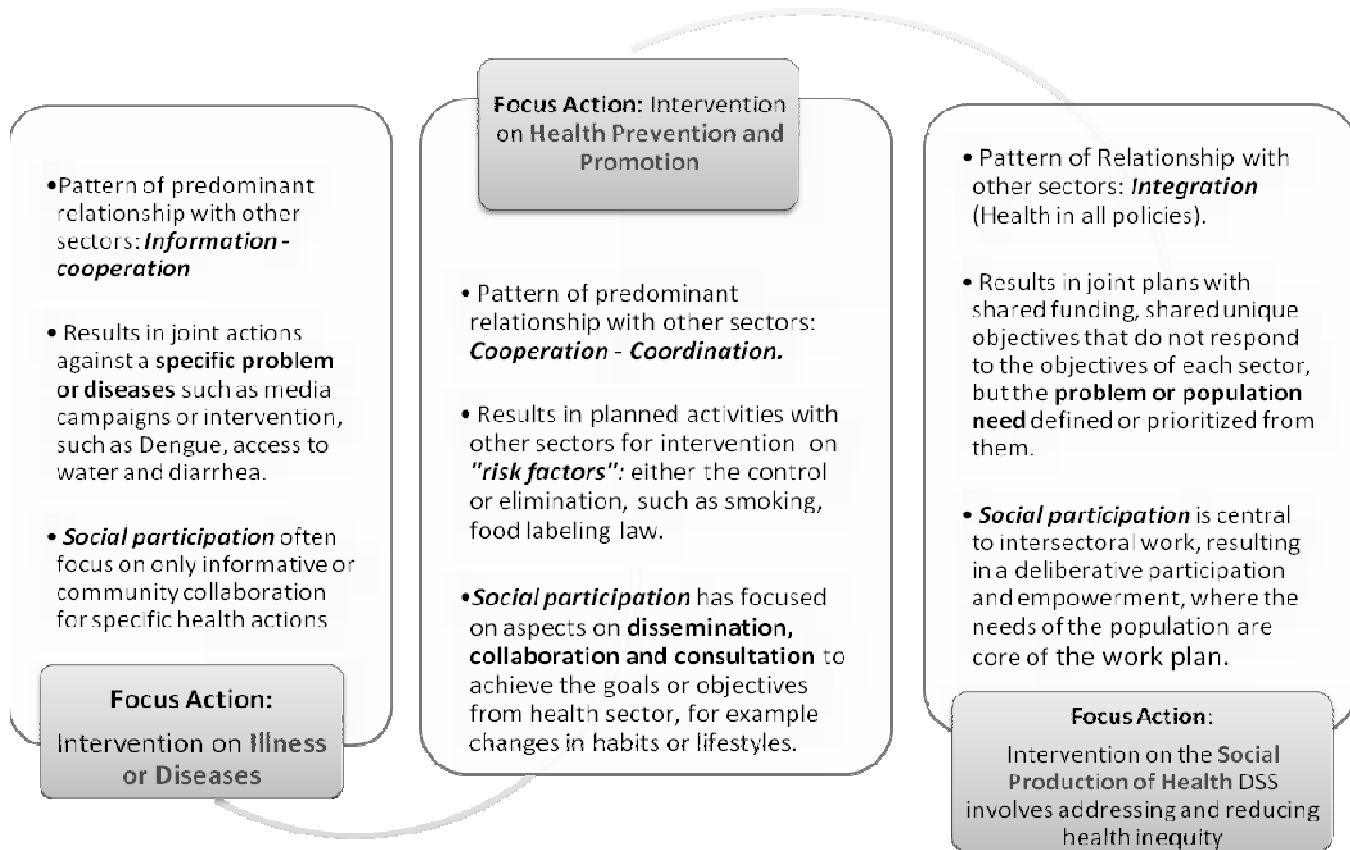 •Pattern of predominant
relationship with other
sectors: Information -
cooperation
• Results in joint actions
against a specific problem
or diseases such as media
campaigns or intervention,
such as Dengue, access to
water and diarrhea.
• Social participation often
focus on only informative or
community collaboration
for specific health actions
Focus Action:
Intervention on Illness
or Diseases
Focus Action: Intervention
on Health Prevention and
Promotion
• Pattern of predominant
relationship with other sectors:
Cooperation - Coordination.
• Results in planned activities with
other sectors for intervention on
"risk factors": either the control
or elimination, such as smoking,
food labeling law.
•Social participation has focused
on aspects on dissemination,
collaboration and consultation to
achieve the goals or objectives
from health sector, for example
changes in habits or lifestyles.
• Pattern of Relationship with
other sectors: Integration
(Health in all policies).
• Results in joint plans with
shared funding, shared unique
objectives that do not respond
to the objectives of each sector,
but the problem or population
need defined or prioritized from
them.
• Social participation is central
to intersectoral work, resulting
in a deliberative participation
and empowerment, where the
needs of the population are
core of the work plan.
Focus Action:
Intervention on the Social
Production of Health DSS
involves addressing and reducing
health inequity